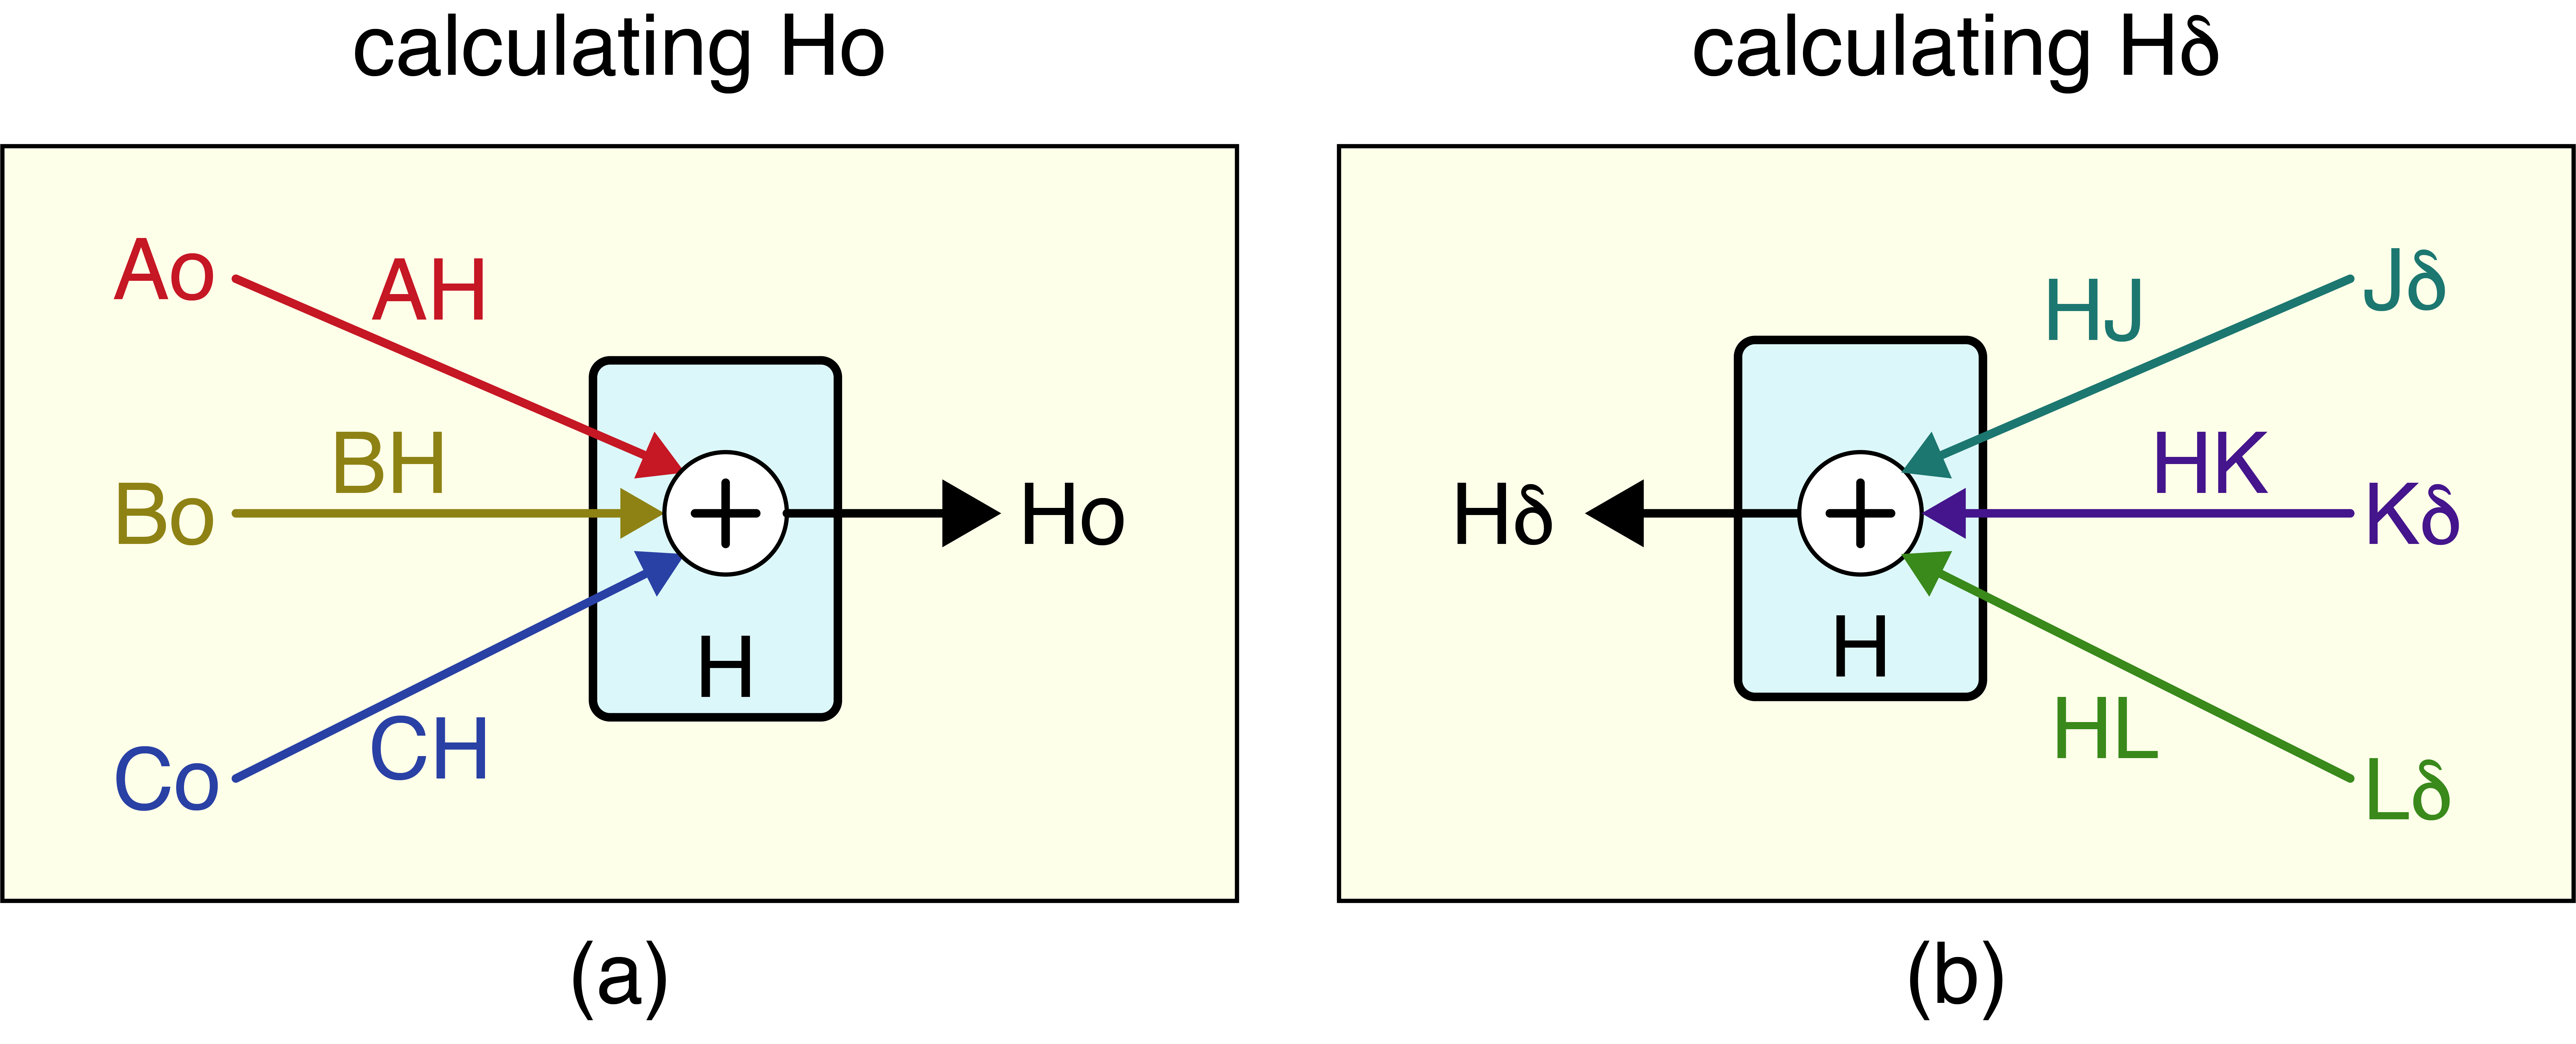 calculating Ho
Ao
AH
BH
Bo
Ho
H
CH
Co
(a)
calculating Hδ
Jδ
HJ
HK
Hδ
Kδ
H
HL
Lδ
(b)